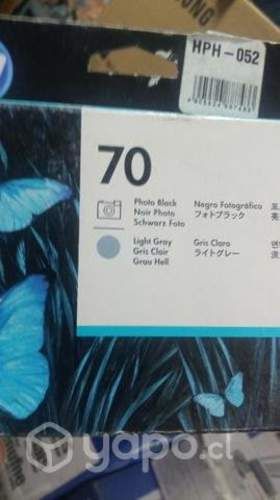 HPH-052
70
Photo Black
Noir Photo
Schwarz Foto
Negro Fotográfico
フォトブラック
Light Gray
Gris Clair
Grau Hell
Gris Claro
ライトグレー
yapo.cl